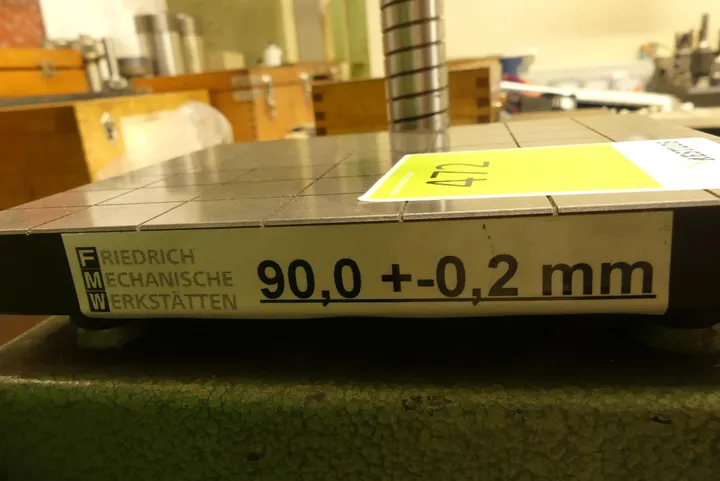 472
FRIEDRICH
MECHANISCHE
WERKSTÄTTEN
90,0 +-0,2 mm